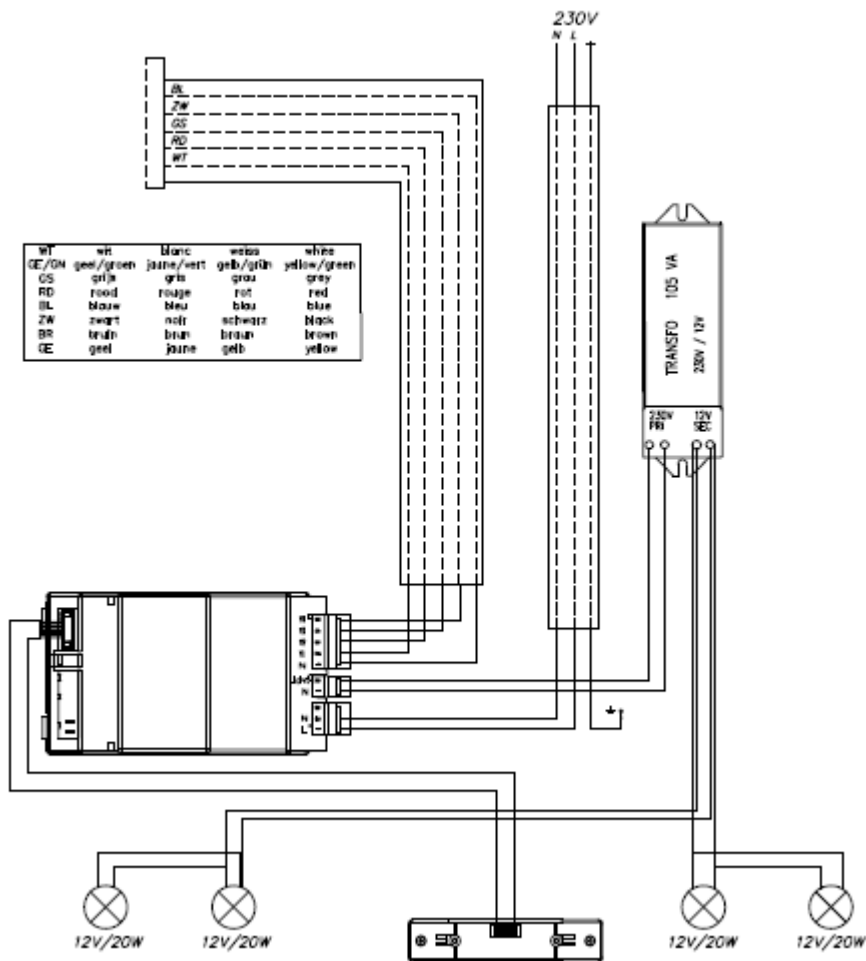 230V
N L
BL
ZW
GS
RD
WT
WT wit blanc weiss white
GE/GN geel/groen jaune/vert gelb/grün yellow/green
GS grijs gris grau grey
RD rood rouge rot red
BL blauw bleu blau blue
ZW zwart noir schwarz black
BR bruin brun braun brown
GE geel jaune gelb yellow
TRANSFO 105 VA
230V / 12V
230V 12V
PRI SEC
N
N
N
L
12V/20W 12V/20W 12V/20W 12V/20W